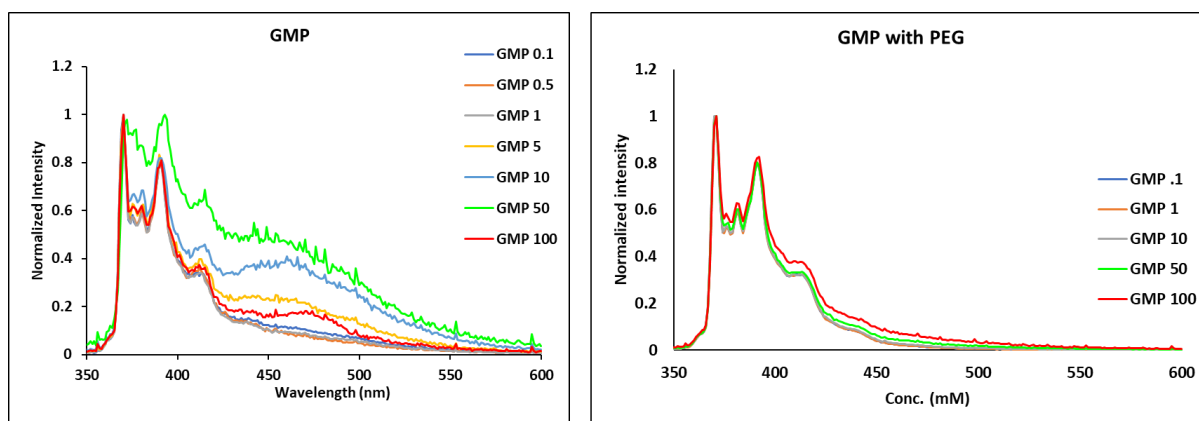 GMP
GMP 0.1
GMP 0.5
GMP 1
GMP 5
GMP 10
GMP 50
GMP 100
Normalized Intensity
1.2
1
0.8
0.6
0.4
0.2
0
350 400 450 500 550 600
Wavelength (nm)
GMP with PEG
GMP .1
GMP 1
GMP 10
GMP 50
GMP 100
Normalized intensity
1.2
1
0.8
0.6
0.4
0.2
0
350 400 450 500 550 600
Conc. (mM)